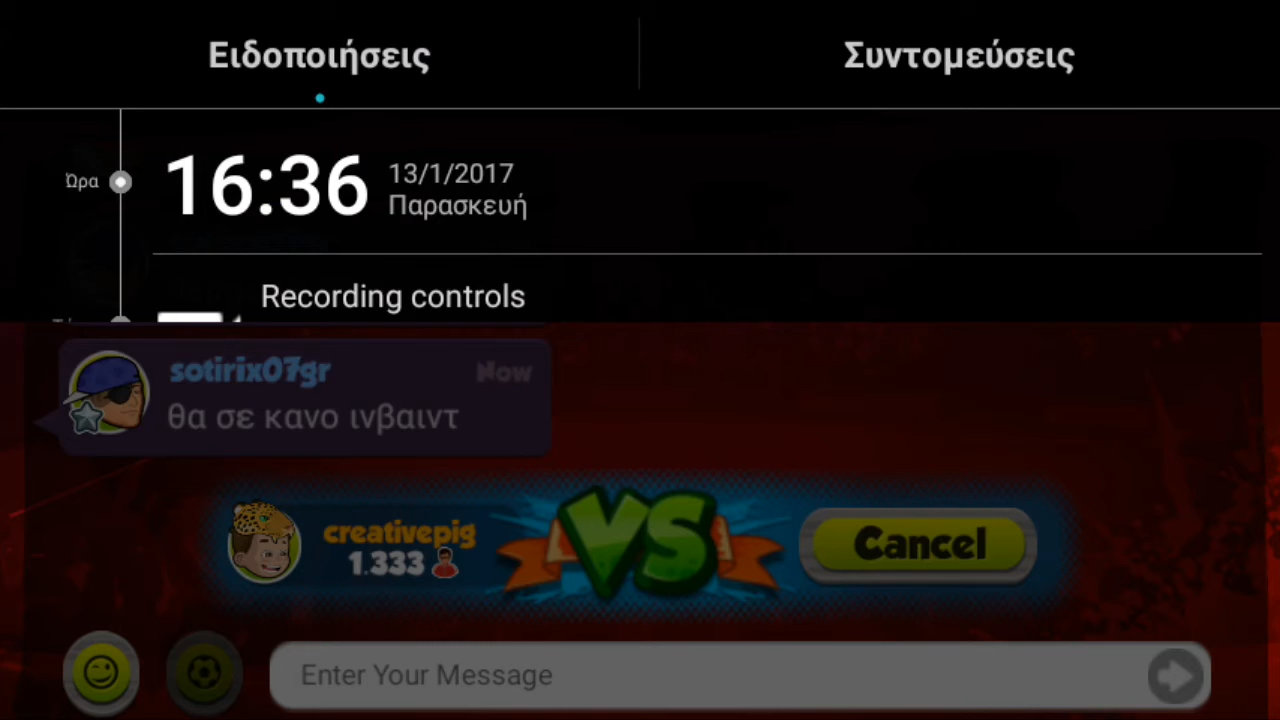 Ειδοποιήσεις
Συντομεύσεις
Ώρα
16:36
13/1/2017
Παρασκευή
Recording controls
sotirix07gr
Now
θα σε κανο ινβαιντ
creativepig
1.333
VS
Cancel
Enter Your Message